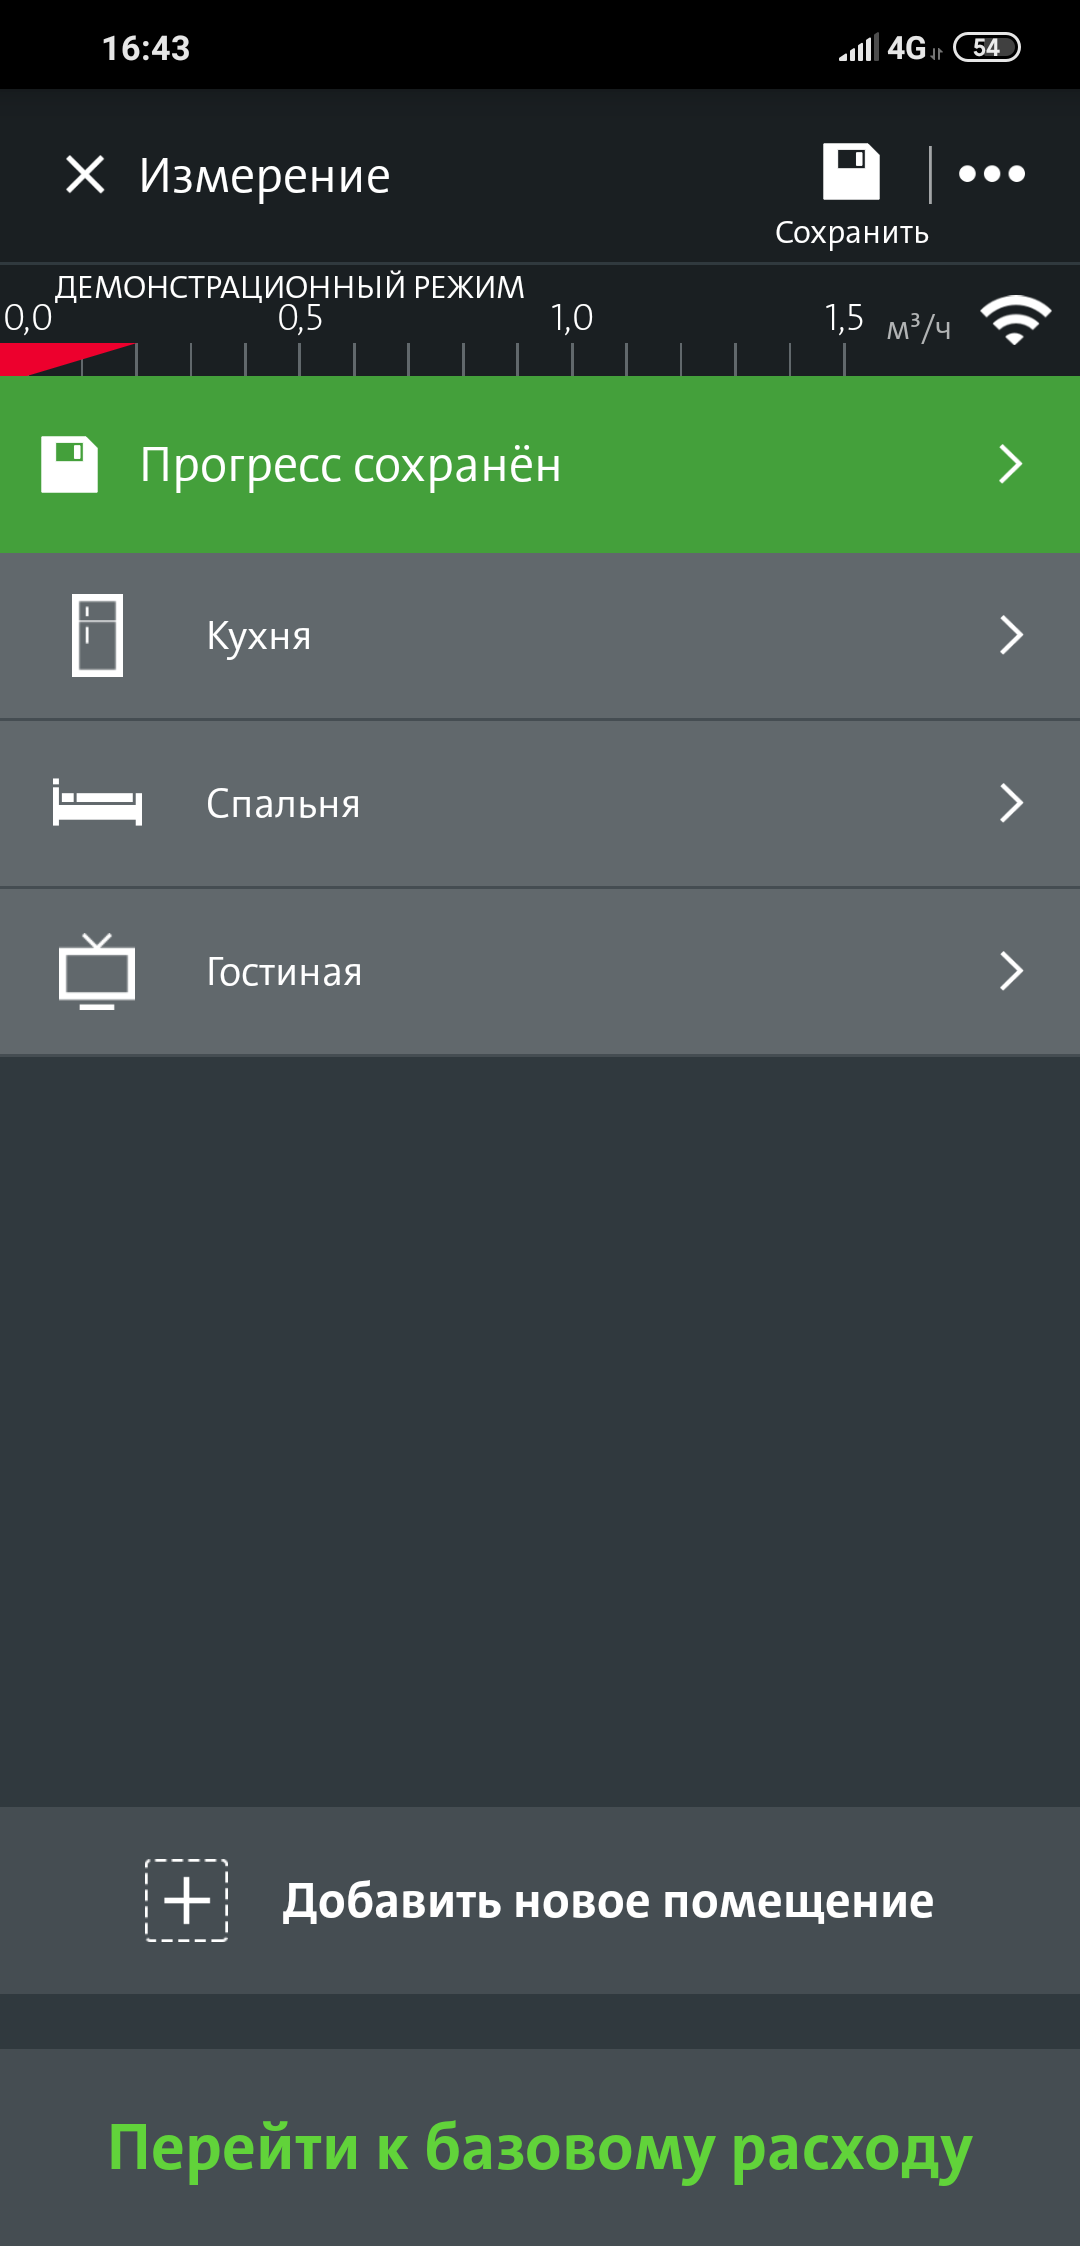 16:43
4G
54
Измерение
Сохранить
ДЕМОНСТРАЦИОННЫЙ РЕЖИМ
0,0 0,5 1,0 1,5 м³/ч
Прогресс сохранён
Кухня
Спальня
Гостиная
Добавить новое помещение
Перейти к базовому расходу